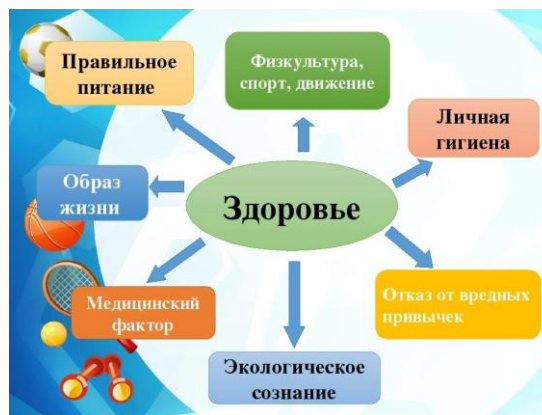 Правильное
питание
Физкультура,
спорт, движение
Личная
гигиена
Образ
жизни
Здоровье
Медицинский
фактор
Отказ от вредных
привычек
Экологическое
сознание